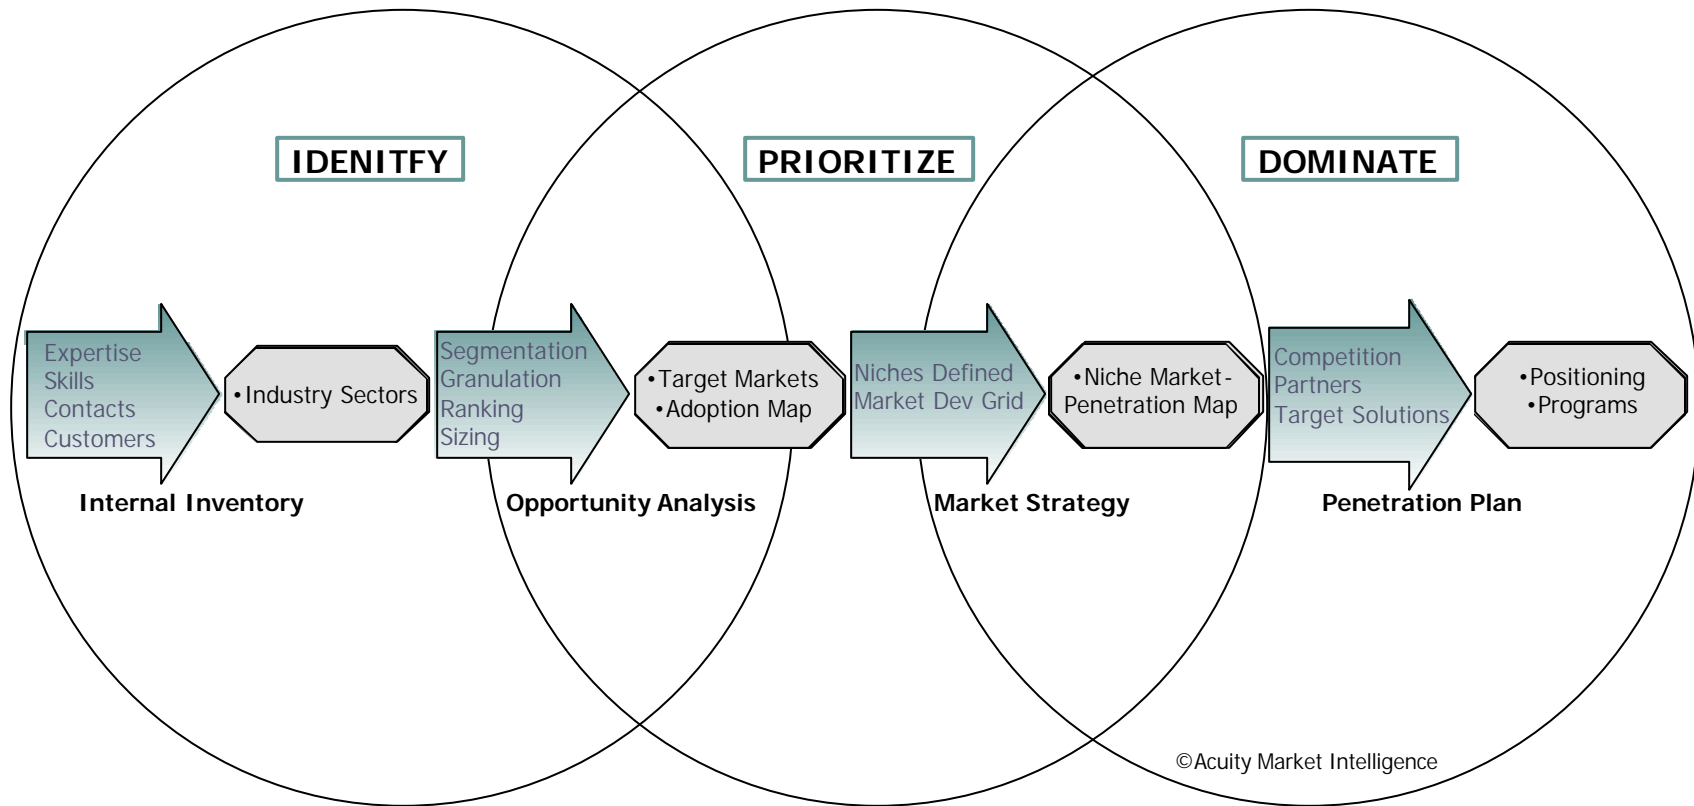 IDENITFY
PRIORITIZE
DOMINATE
Expertise
Skills
Contacts
Customers
•Industry Sectors
Segmentation
Granulation
Ranking
Sizing
•Target Markets
•Adoption Map
Niches Defined
Market Dev Grid
•Niche Market-
Penetration Map
Competition
Partners
Target Solutions
•Positioning
•Programs
Internal Inventory
Opportunity Analysis
Market Strategy
Penetration Plan
©Acuity Market Intelligence